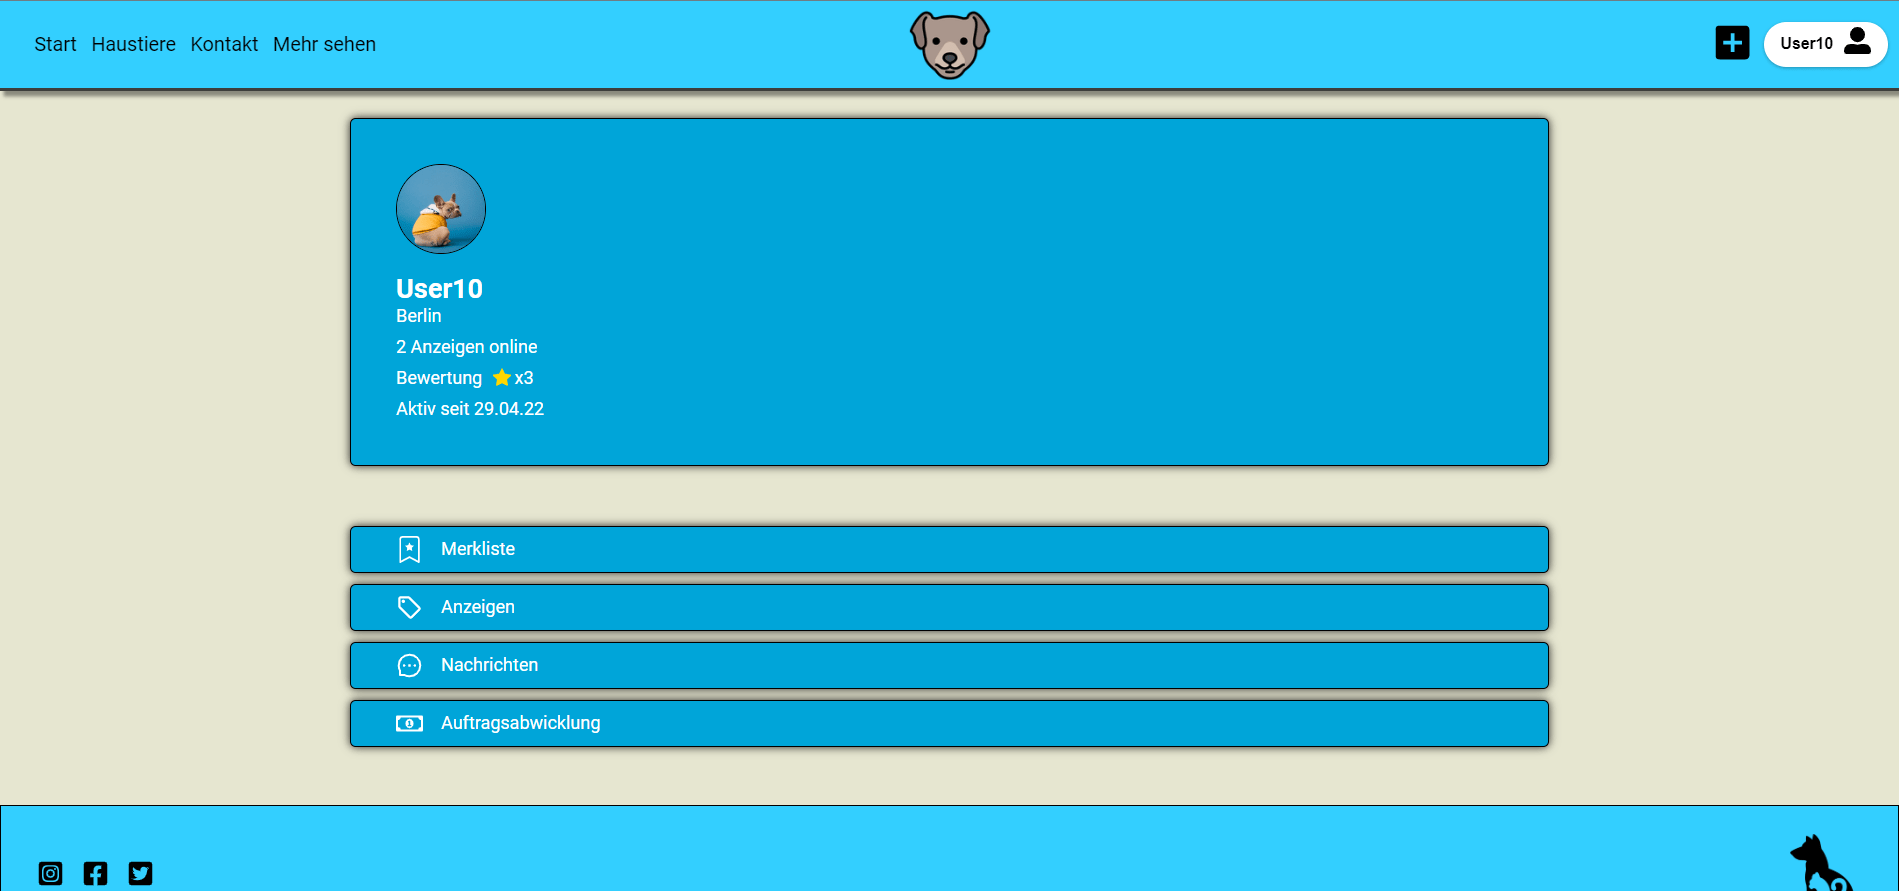 Start Haustiere Kontakt Mehr sehen
User10
User10
Berlin
2 Anzeigen online
Bewertung x3
Aktiv seit 29.04.22
Merkliste
Anzeigen
Nachrichten
Auftragsabwicklung